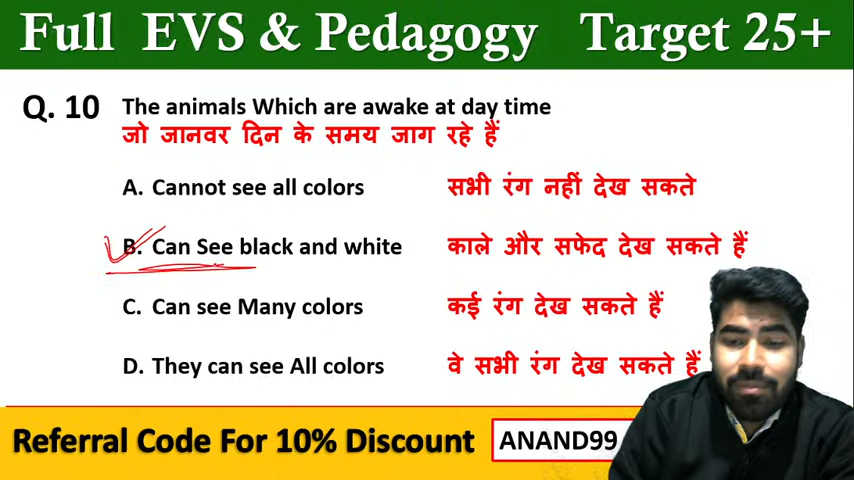 Full EVS & Pedagogy Target 25+
Q. 10 The animals Which are awake at day time
जो जानवर दिन के समय जाग रहे हैं
A. Cannot see all colors सभी रंग नहीं देख सकते
B. Can See black and white काले और सफेद देख सकते हैं
C. Can see Many colors कई रंग देख सकते हैं
D. They can see All colors वे सभी रंग देख सकते हैं
Referral Code For 10% Discount ANAND99